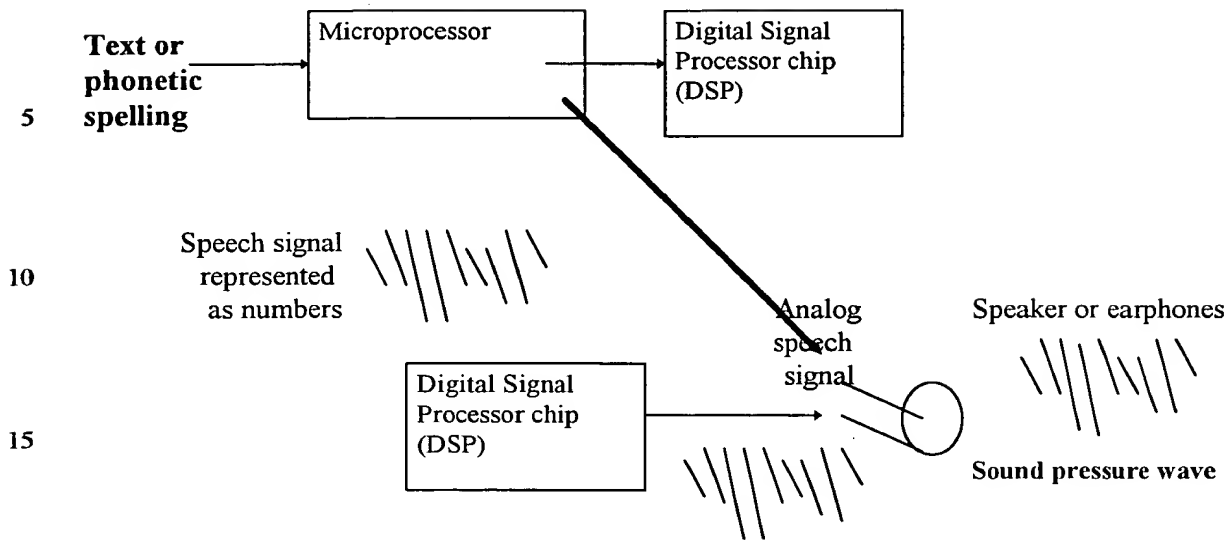 Text or
phonetic
spelling
Microprocessor
Digital Signal
Processor chip
(DSP)
5
Speech signal
represented
as numbers
10
Analog
speech
signal
Speaker or earphones
Digital Signal
Processor chip
(DSP)
15
Sound pressure wave